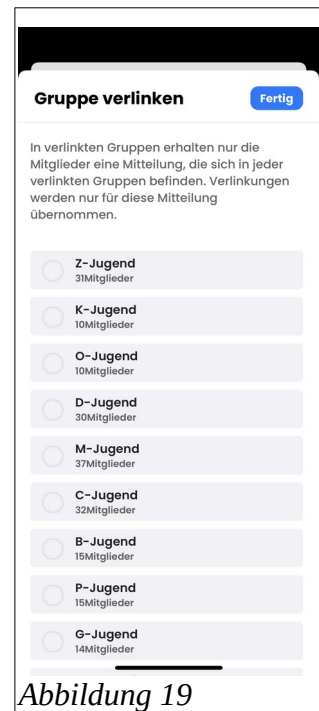 Gruppe verlinken
Fertig
In verlinkten Gruppen erhalten nur die
Mitglieder eine Mitteilung, die sich in jeder
verlinkten Gruppen befinden. Verlinkungen
werden nur für diese Mitteilung
übernommen.
Z-Jugend
31Mitglieder
K-Jugend
10Mitglieder
O-Jugend
10Mitglieder
D-Jugend
30Mitglieder
M-Jugend
37Mitglieder
C-Jugend
32Mitglieder
B-Jugend
15Mitglieder
P-Jugend
15Mitglieder
G-Jugend
14Mitglieder
Abbildung 19